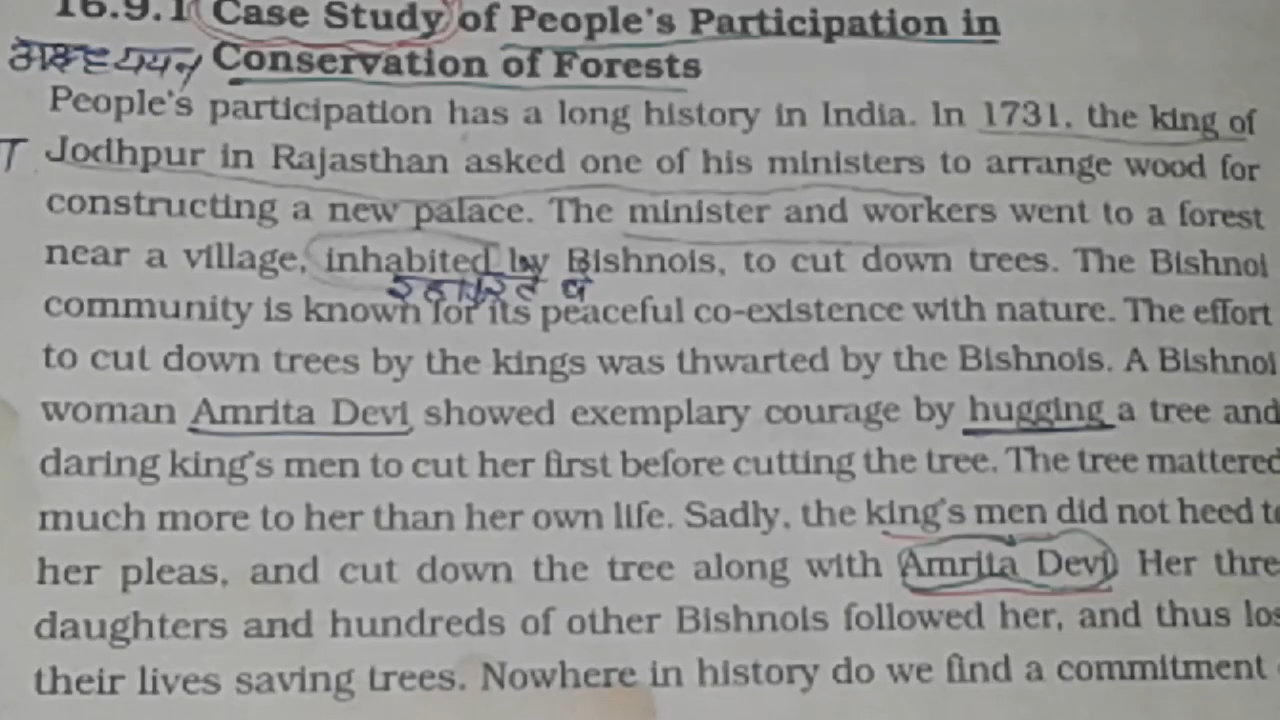 16.9.1 Case Study of People's Participation in
Conservation of Forests
People's participation has a long history in India. In 1731, the king of
Jodhpur in Rajasthan asked one of his ministers to arrange wood for
constructing a new palace. The minister and workers went to a forest
near a village, inhabited by Bishnois, to cut down trees. The Bishnoi
community is known for its peaceful co-existence with nature. The effort
to cut down trees by the kings was thwarted by the Bishnois. A Bishnoi
woman Amrita Devi showed exemplary courage by hugging a tree and
daring king's men to cut her first before cutting the tree. The tree mattered
much more to her than her own life. Sadly, the king's men did not heed to
her pleas, and cut down the tree along with Amrita Devi. Her thre
daughters and hundreds of other Bishnois followed her, and thus los
their lives saving trees. Nowhere in history do we find a commitment